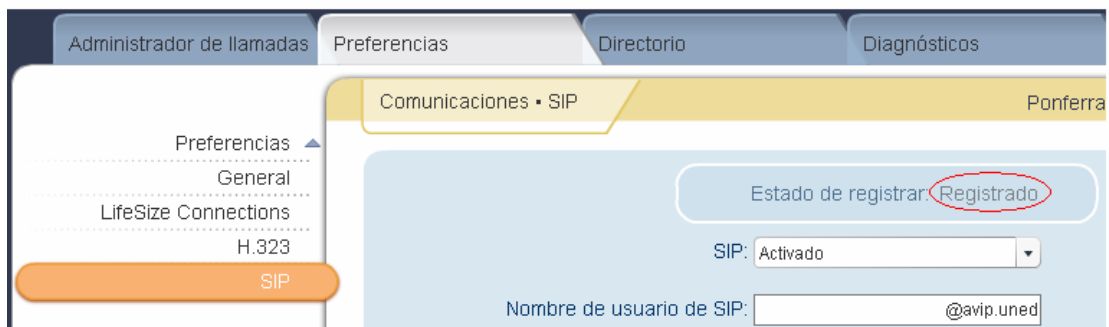 Administrador de llamadas Preferencias Directorio Diagnósticos
Comunicaciones ▪ SIP Ponferra
Preferencias
General
LifeSize Connections
H.323
SIP
Estado de registrar: Registrado
SIP: Activado
Nombre de usuario de SIP: @avip.uned